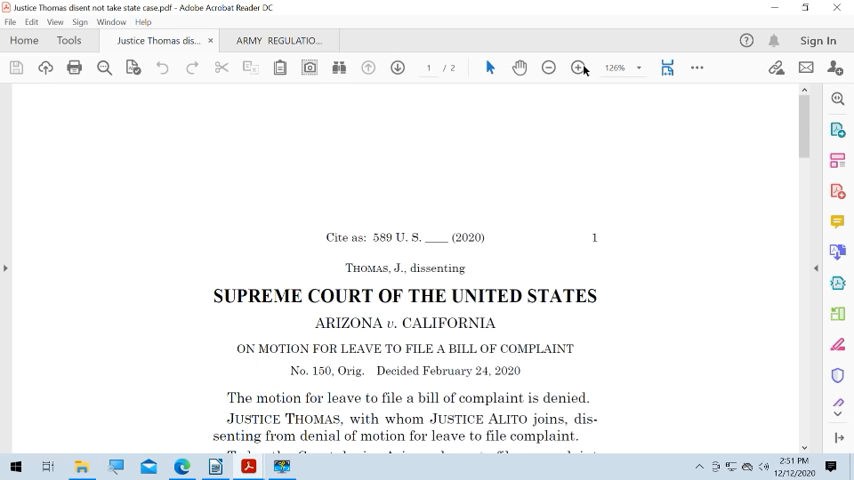 Justice Thomas disent not take state case.pdf - Adobe Acrobat Reader DC
File Edit View Sign Window Help
Home Tools Justice Thomas dis... × ARMY REGULATIO... Sign In
1 / 2 126%
Cite as: 589 U. S. ____ (2020) 1
THOMAS, J., dissenting
SUPREME COURT OF THE UNITED STATES
ARIZONA v. CALIFORNIA
ON MOTION FOR LEAVE TO FILE A BILL OF COMPLAINT
No. 150, Orig. Decided February 24, 2020
The motion for leave to file a bill of complaint is denied.
JUSTICE THOMAS, with whom JUSTICE ALITO joins, dis-
senting from denial of motion for leave to file complaint.
2:51 PM
12/12/2020